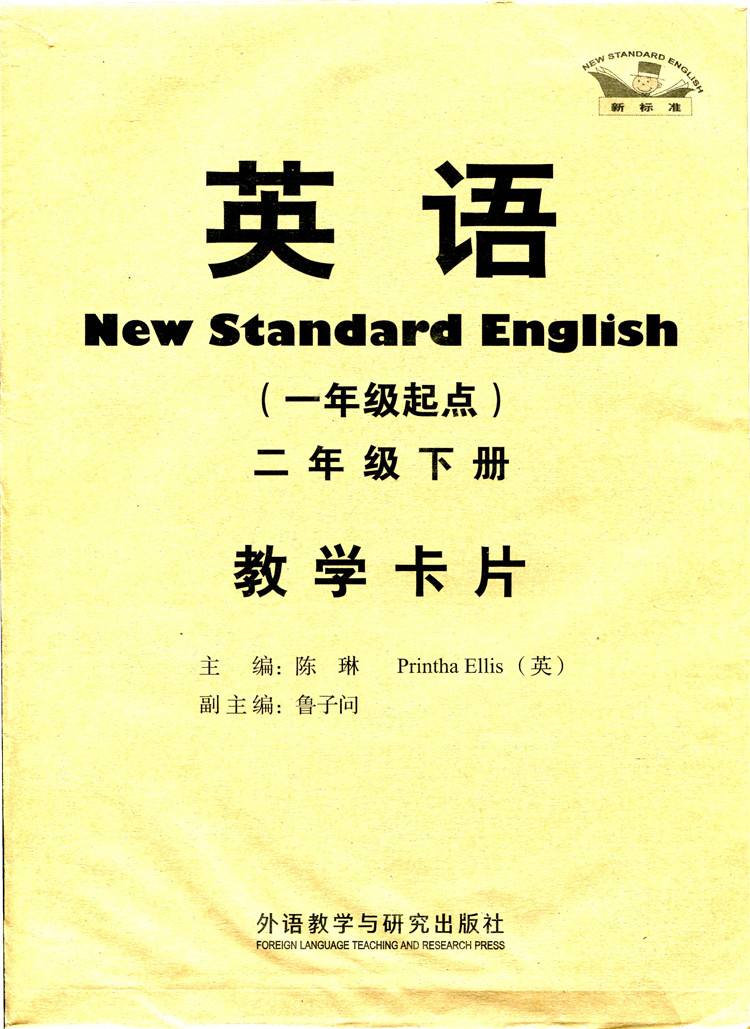 NEW STANDARD ENGLISH
新标准
英语
New Standard English
（一年级起点）
二年级下册
教学卡片
主 编：陈 琳 Printha Ellis（英）
副主编：鲁子问
外语教学与研究出版社
FOREIGN LANGUAGE TEACHING AND RESEARCH PRESS